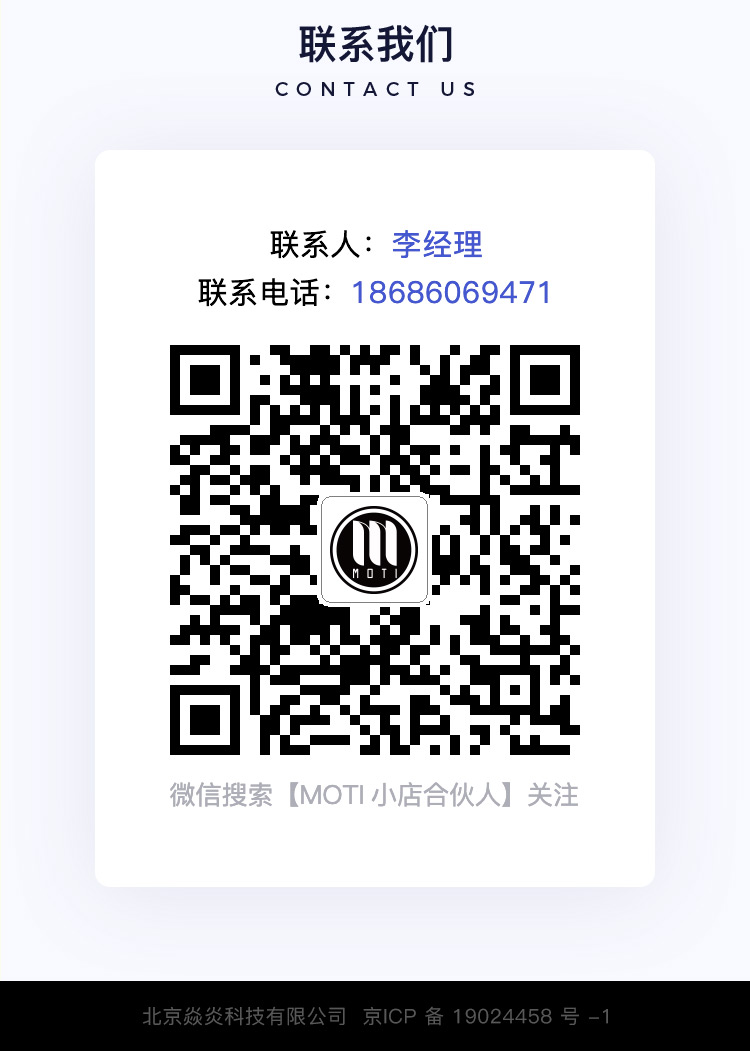 联系我们
CONTACT US
联系人：李经理
联系电话：18686069471
MOTI
微信搜索【MOTI 小店合伙人】关注
北京焱炎科技有限公司 京ICP 备 19024458 号 -1